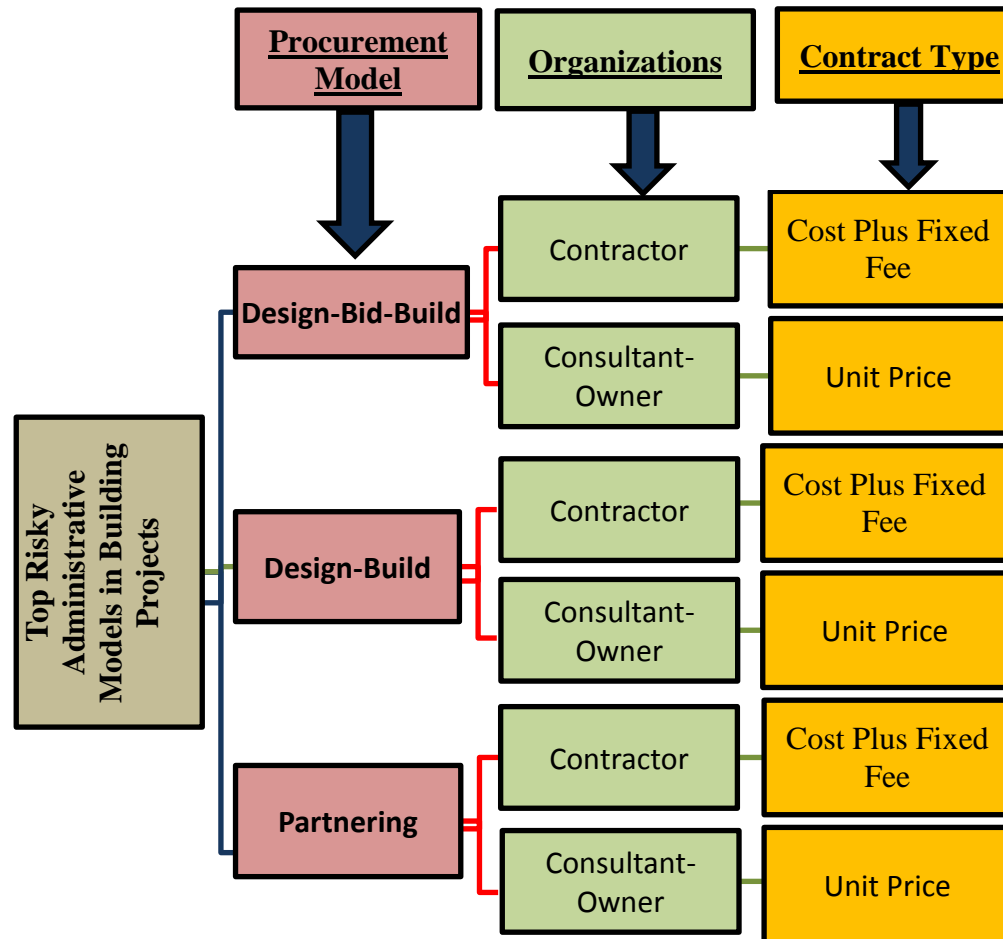 Procurement
Model
Organizations
Contract Type
Top Risky
Administrative
Models in Building
Projects
Design-Bid-Build
Contractor
Cost Plus Fixed
Fee
Consultant-
Owner
Unit Price
Design-Build
Contractor
Cost Plus Fixed
Fee
Consultant-
Owner
Unit Price
Partnering
Contractor
Cost Plus Fixed
Fee
Consultant-
Owner
Unit Price